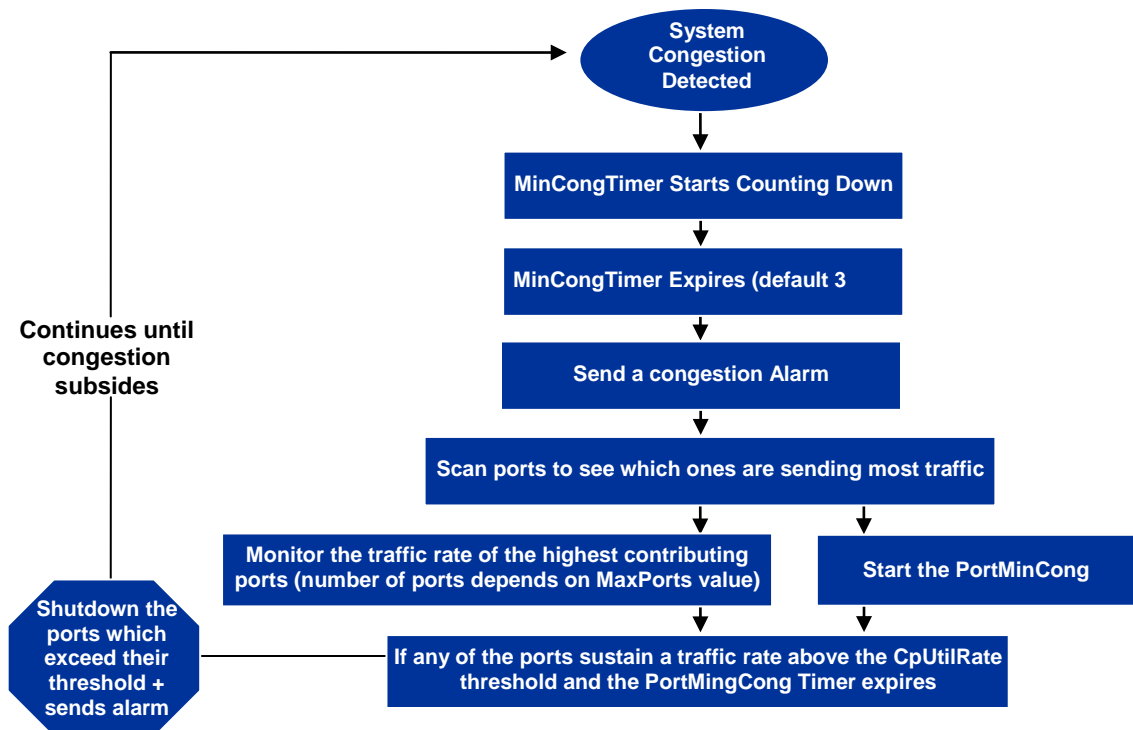 System
Congestion
Detected
MinCongTimer Starts Counting Down
MinCongTimer Expires (default 3
Continues until
congestion
subsides
Send a congestion Alarm
Scan ports to see which ones are sending most traffic
Monitor the traffic rate of the highest contributing
ports (number of ports depends on MaxPorts value)
Start the PortMinCong
Shutdown the
ports which
exceed their
threshold +
sends alarm
If any of the ports sustain a traffic rate above the CpUtilRate
threshold and the PortMingCong Timer expires